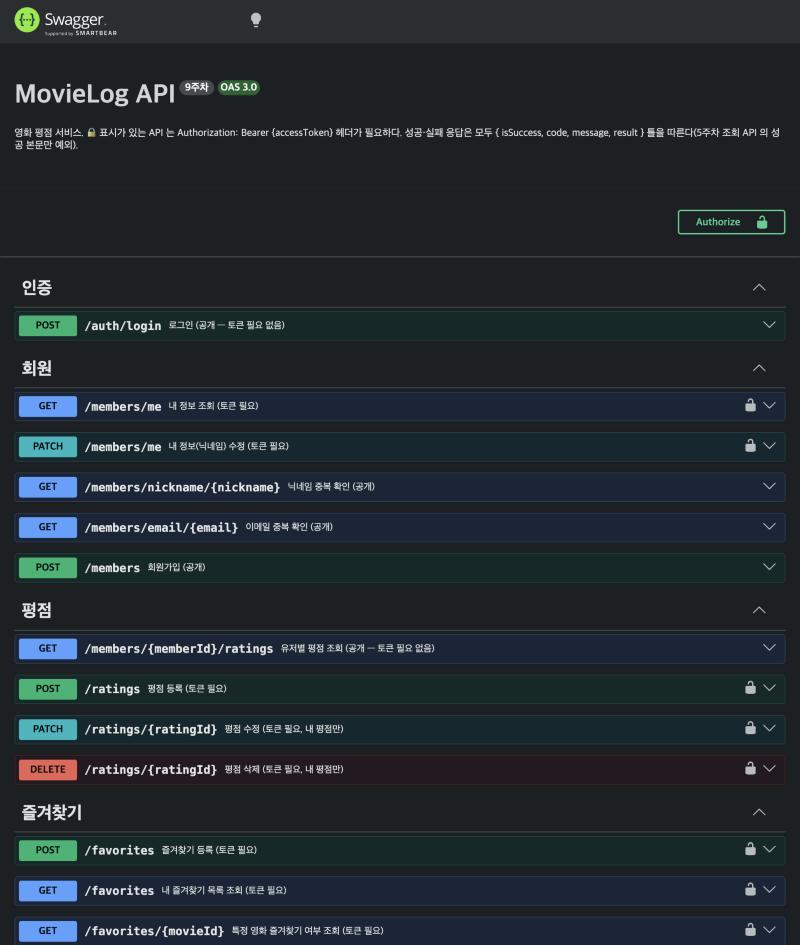 Swagger.
Supported by SMARTBEAR
MovieLog API 9주차 OAS 3.0
영화 평점 서비스. 🔒 표시가 있는 API 는 Authorization: Bearer {accessToken} 헤더가 필요하다. 성공·실패 응답은 모두 { isSuccess, code, message, result } 틀을 따른다(5주차 조회 API 의 성
공 본문만 예외).
Authorize
인증
POST /auth/login 로그인 (공개 — 토큰 필요 없음)
회원
GET /members/me 내 정보 조회 (토큰 필요)
PATCH /members/me 내 정보(닉네임) 수정 (토큰 필요)
GET /members/nickname/{nickname} 닉네임 중복 확인 (공개)
GET /members/email/{email} 이메일 중복 확인 (공개)
POST /members 회원가입 (공개)
평점
GET /members/{memberId}/ratings 유저별 평점 조회 (공개 — 토큰 필요 없음)
POST /ratings 평점 등록 (토큰 필요)
PATCH /ratings/{ratingId} 평점 수정 (토큰 필요, 내 평점만)
DELETE /ratings/{ratingId} 평점 삭제 (토큰 필요, 내 평점만)
즐겨찾기
POST /favorites 즐겨찾기 등록 (토큰 필요)
GET /favorites 내 즐겨찾기 목록 조회 (토큰 필요)
GET /favorites/{movieId} 특정 영화 즐겨찾기 여부 조회 (토큰 필요)